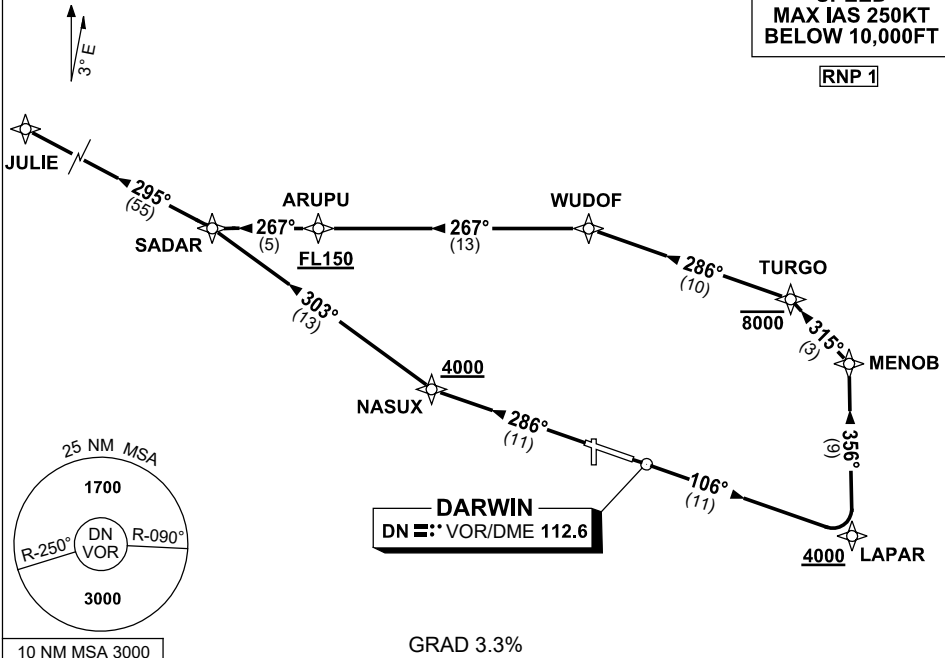 MAX IAS 250KT
BELOW 10,000FT
RNP 1
3° E
JULIE
295°
(55)
SADAR
267°
(5)
ARUPU
FL150
267°
(13)
WUDOF
286°
(10)
TURGO
8000
315°
(3)
MENOB
303°
(13)
4000
NASUX
286°
(11)
356°
(9)
106°
(11)
DARWIN
DN VOR/DME 112.6
4000
LAPAR
25 NM MSA
1700
R-250°
DN
VOR
R-090°
3000
10 NM MSA 3000
GRAD 3.3%